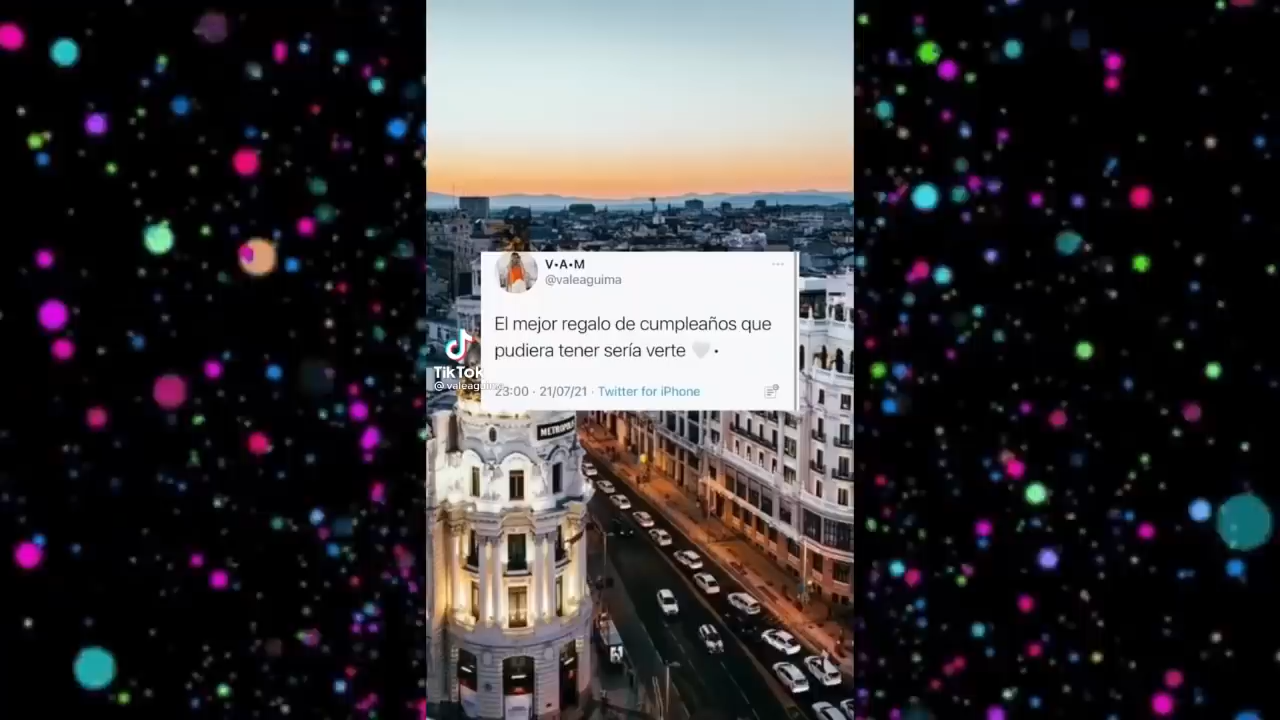 V•A•M
@valeaguima
El mejor regalo de cumpleaños que
pudiera tener sería verte 🤍•
23:00 · 21/07/21 · Twitter for iPhone
TikTok
@valeaguima
METROPOLIS